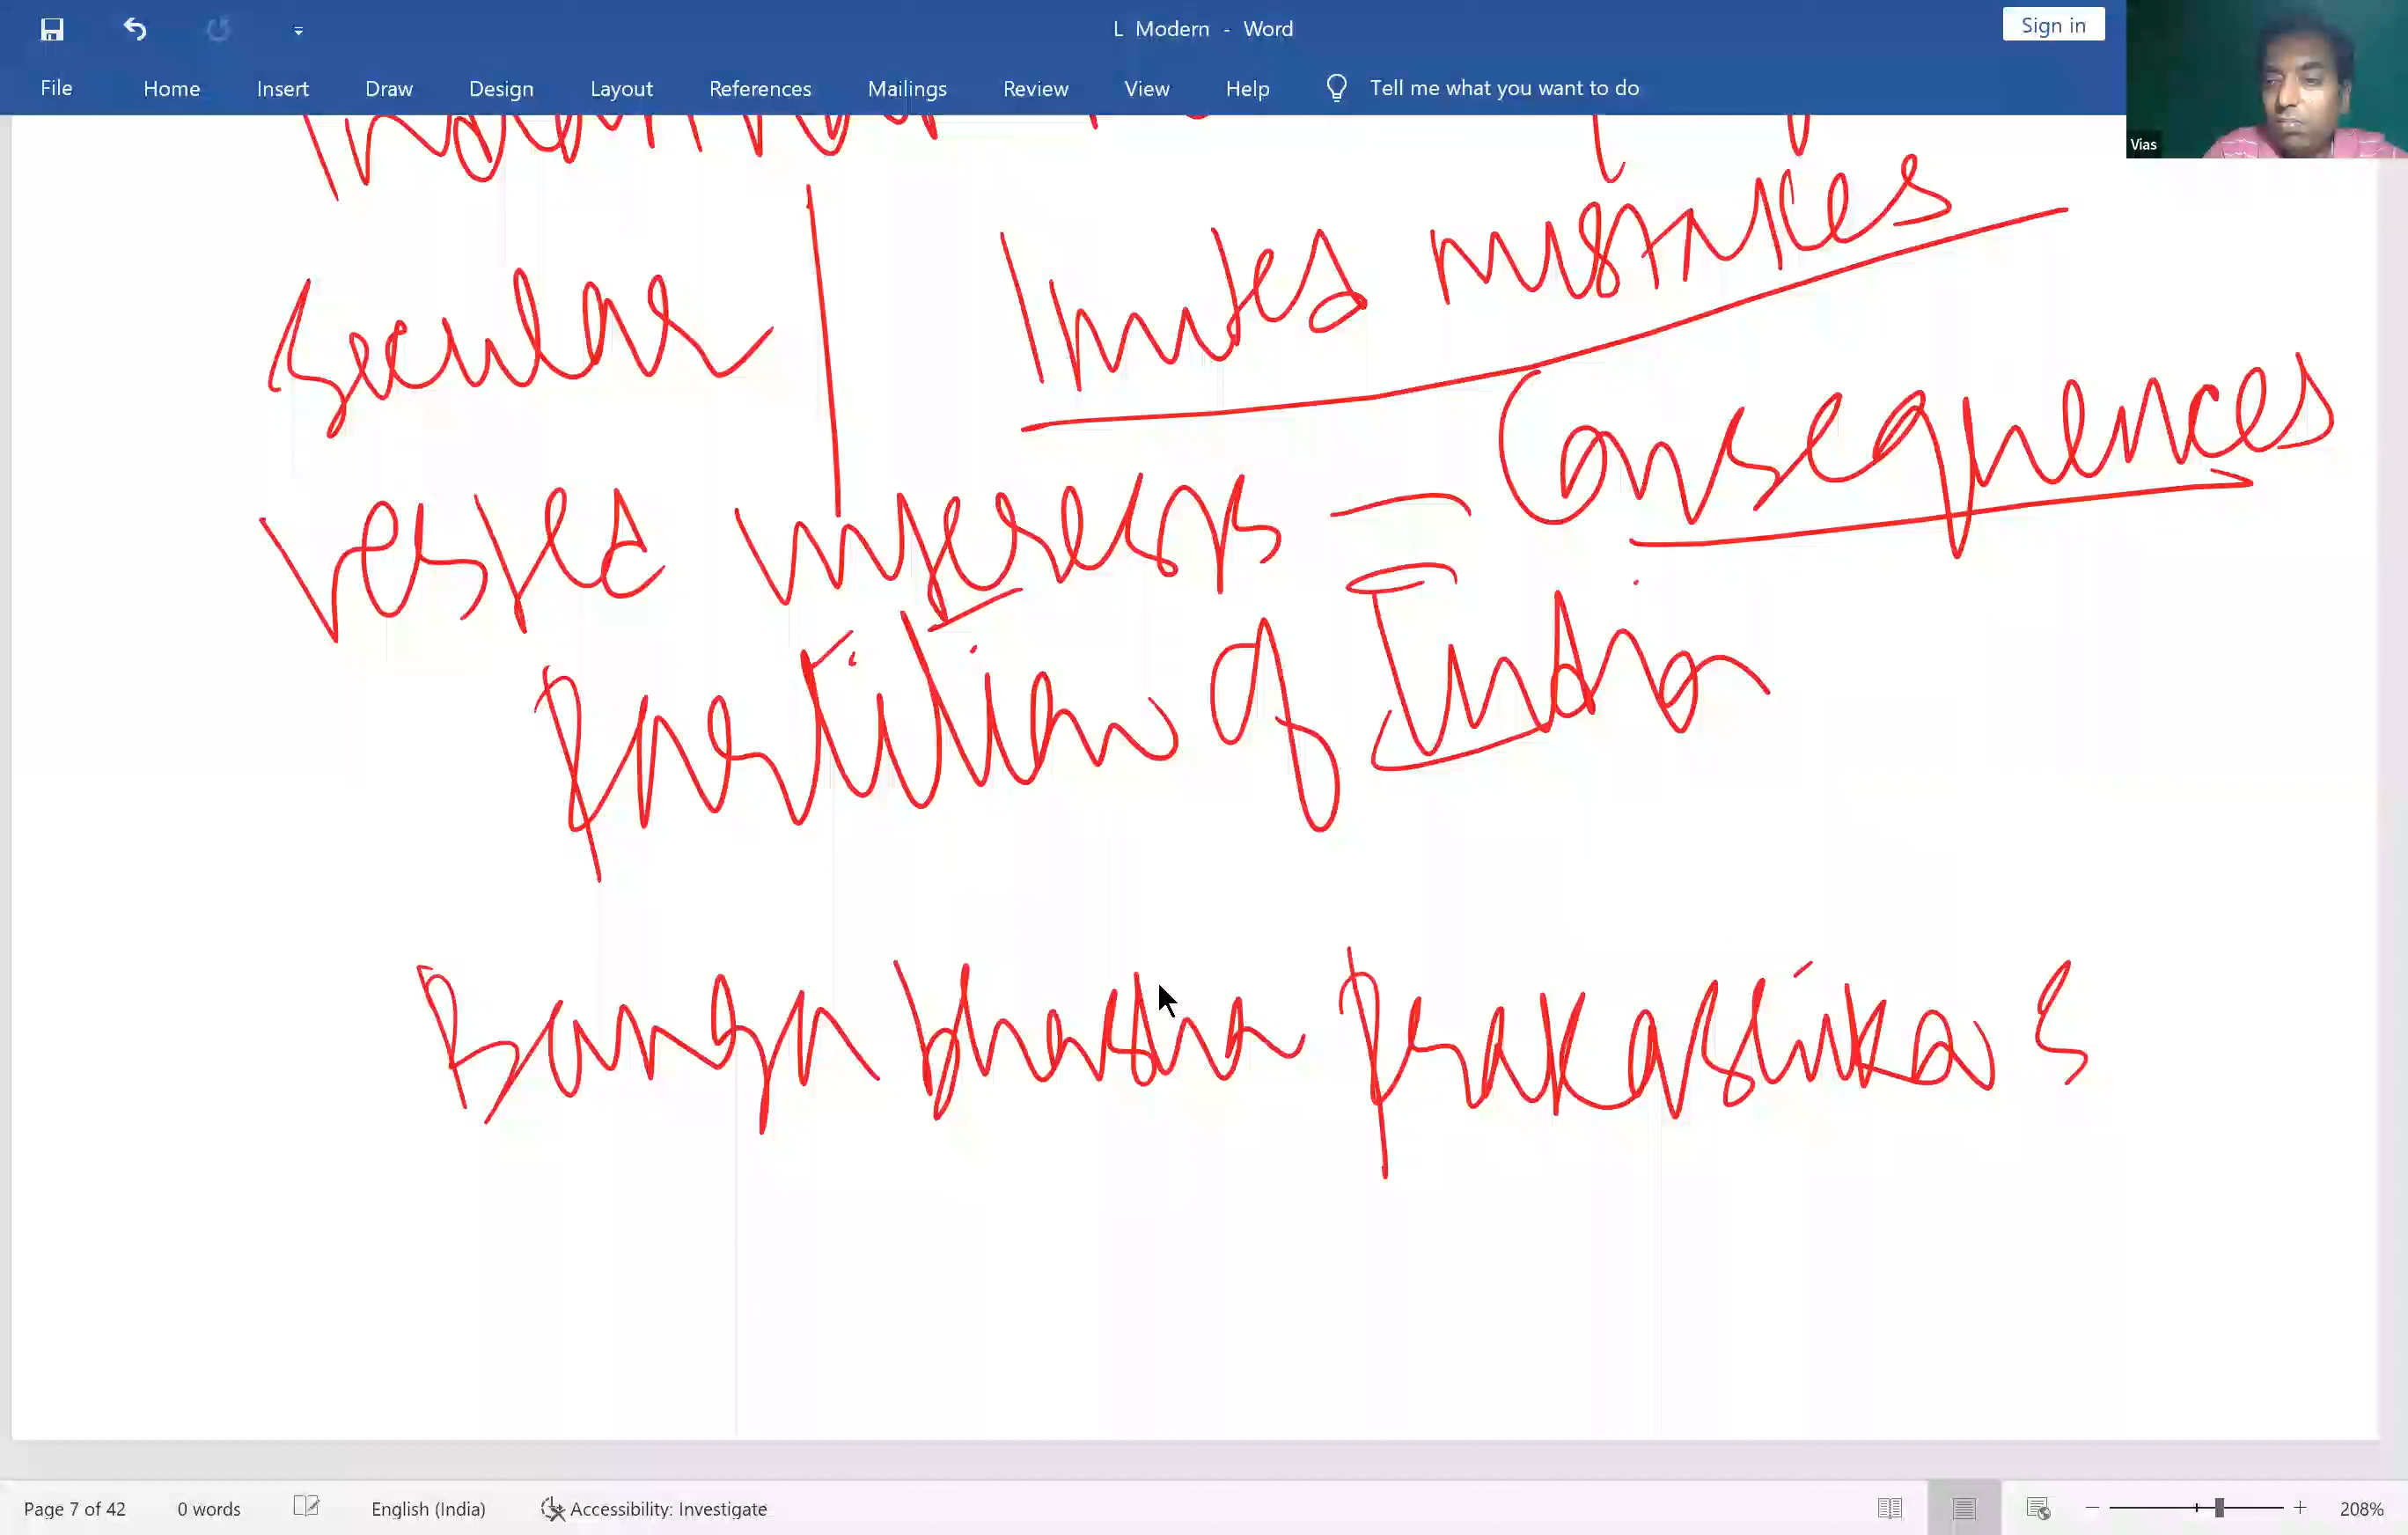 L Modern - Word
Sign in
File Home Insert Draw Design Layout References Mailings Review View Help Tell me what you want to do
Vias
Secular
Invites mistakes
vested interests - Consequences
partition of India
Banga bhasha prakashika S
Page 7 of 42 0 words English (India) Accessibility: Investigate 208%